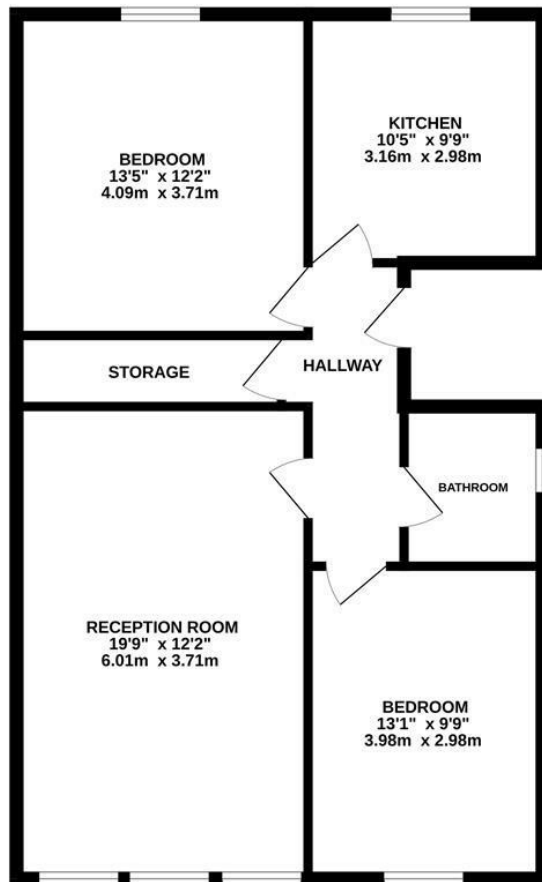 BEDROOM
13'5" x 12'2"
4.09m x 3.71m
KITCHEN
10'5" x 9'9"
3.16m x 2.98m
STORAGE
HALLWAY
BATHROOM
RECEPTION ROOM
19'9" x 12'2"
6.01m x 3.71m
BEDROOM
13'1" x 9'9"
3.98m x 2.98m